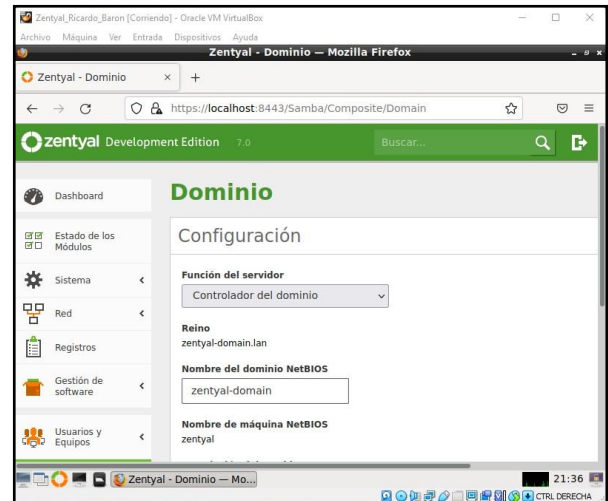 Zentyal_Ricardo_Baron [Corriendo] - Oracle VM VirtualBox
Archivo Máquina Ver Entrada Dispositivos Ayuda
Zentyal - Dominio — Mozilla Firefox
Zentyal - Dominio
https://localhost:8443/Samba/Composite/Domain
zentyal Development Edition 7.0 Buscar...
Dashboard
Estado de los
Módulos
Sistema
Red
Registros
Gestión de
software
Usuarios y
Equipos
Dominio
Configuración
Función del servidor
Controlador del dominio
Reino
zentyal-domain.lan
Nombre del dominio NetBIOS
zentyal-domain
Nombre de máquina NetBIOS
zentyal
Zentyal - Dominio — Mo...
21:36
CTRL DERECHA